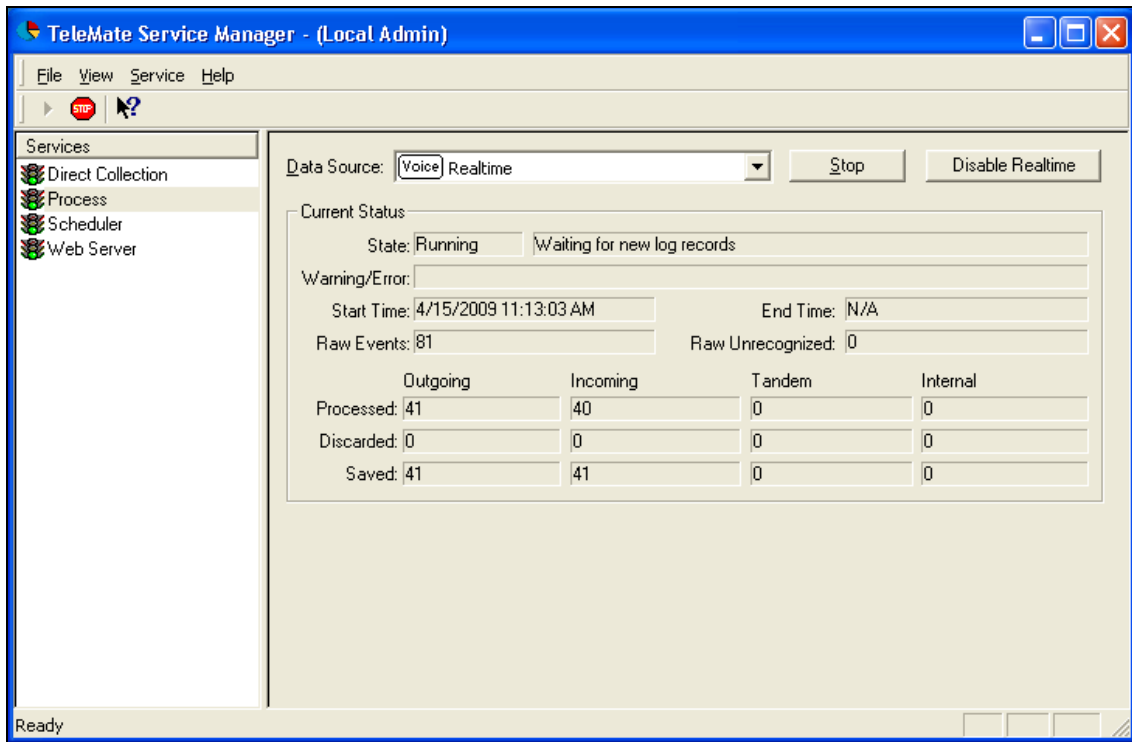 TeleMate Service Manager - (Local Admin)
File View Service Help
STOP
Services
Direct Collection
Process
Scheduler
Web Server
Data Source: Voice Realtime Stop Disable Realtime
Current Status
State: Running Waiting for new log records
Warning/Error:
Start Time: 4/15/2009 11:13:03 AM End Time: N/A
Raw Events: 81 Raw Unrecognized: 0
Outgoing Incoming Tandem Internal
Processed: 41 40 0 0
Discarded: 0 0 0 0
Saved: 41 41 0 0
Ready